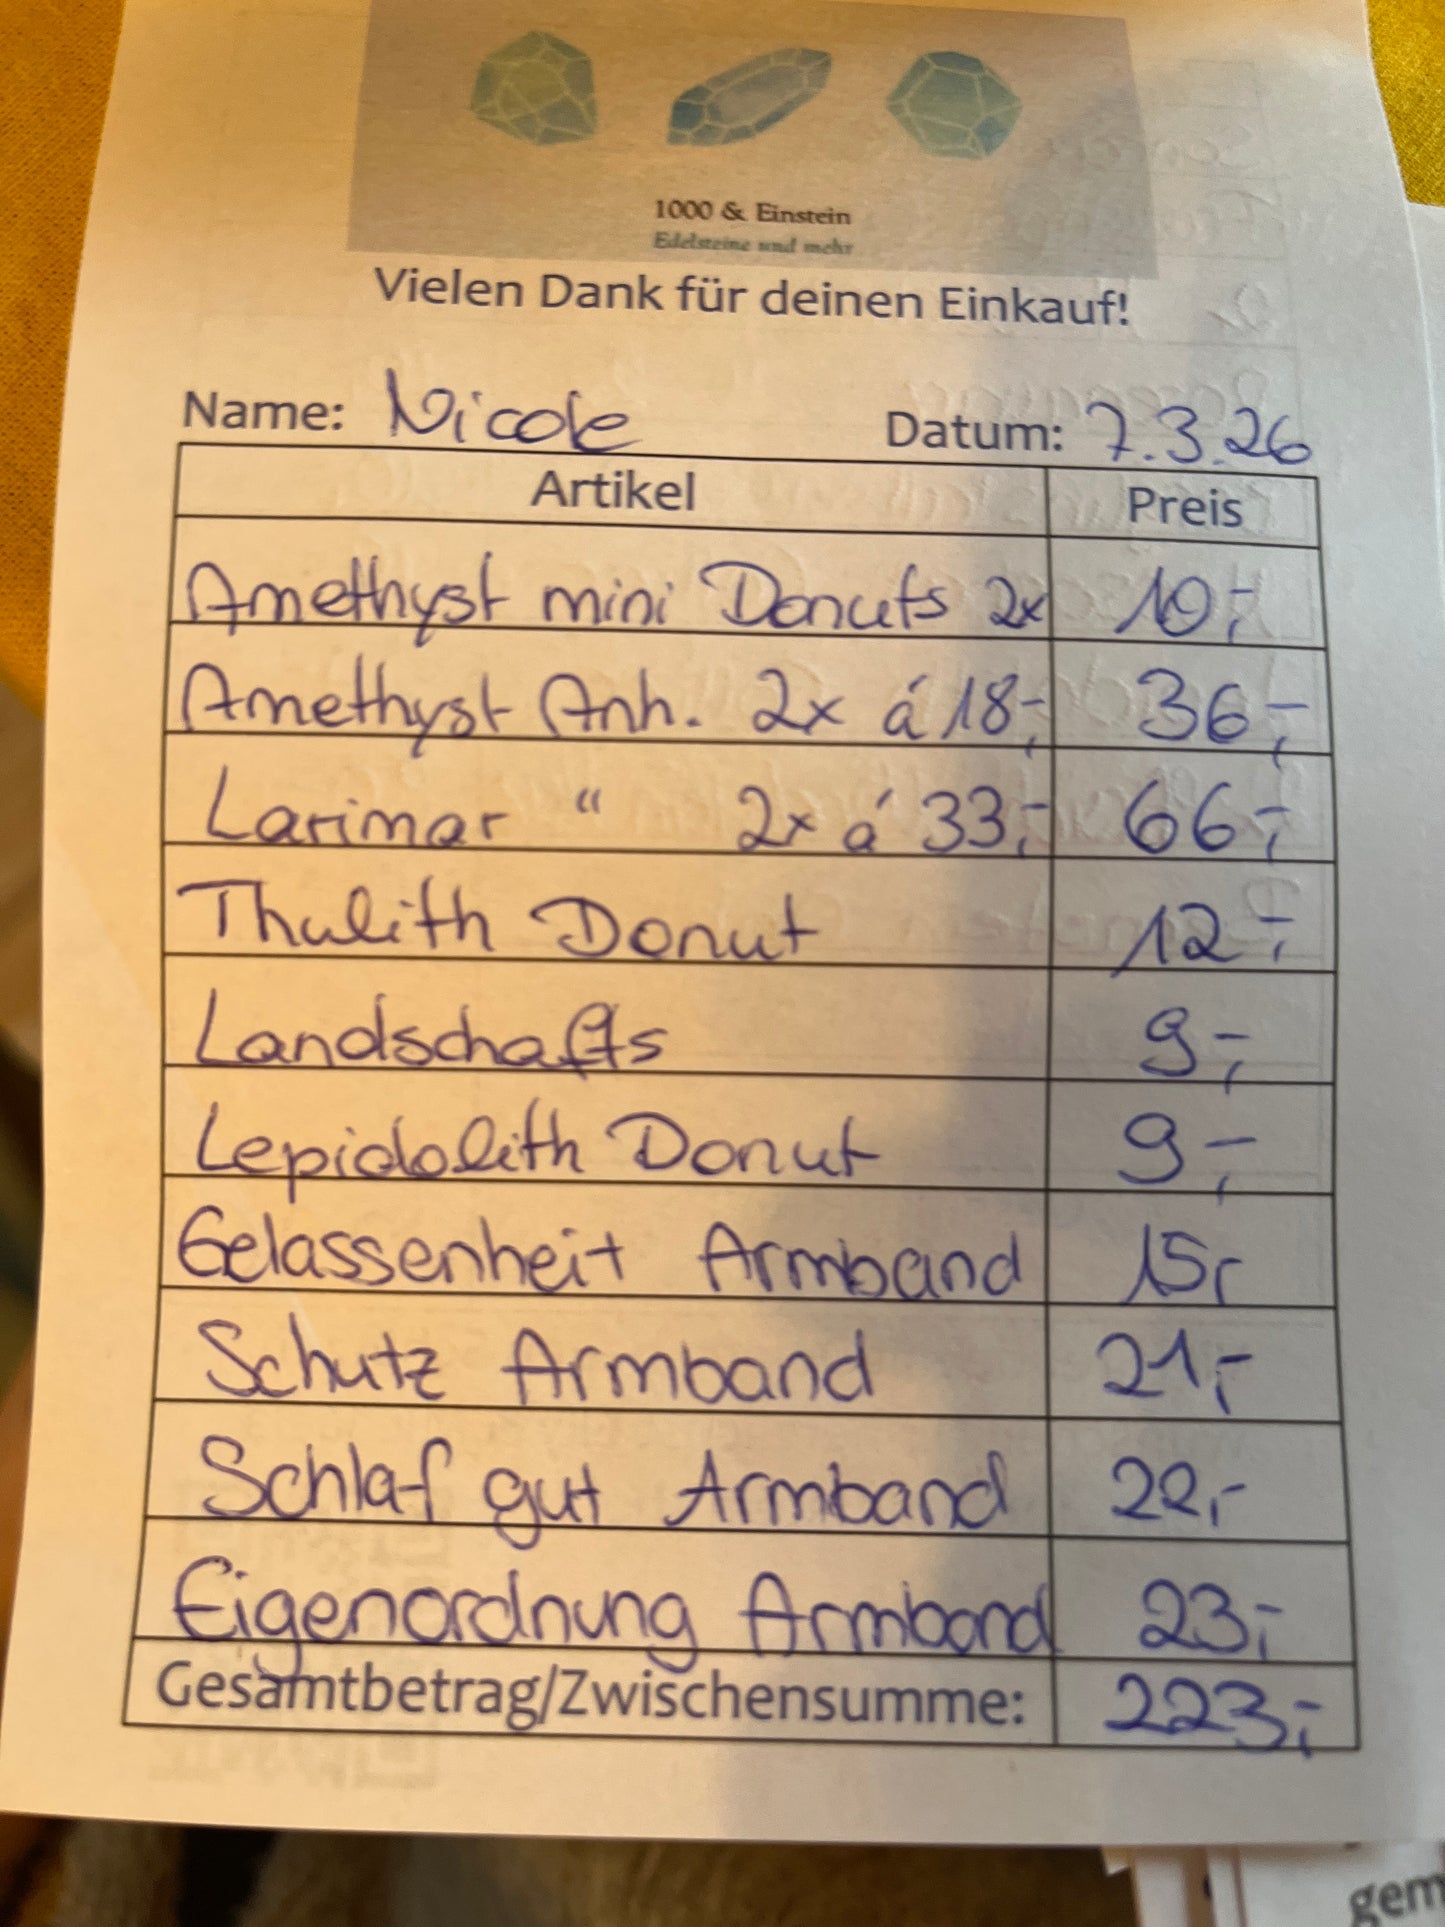 1000 & Einstein
Edelsteine und mehr
Vielen Dank für deinen Einkauf!
Name: Nicole Datum: 7.3.26
Artikel Preis
Amethyst mini Donuts 2x 10,-
Amethyst Anh. 2x á 18,- 36,-
Larimar " 2x á 33,- 66,-
Thulith Donut 12,-
Landschafts 9,-
Lepidolith Donut 9,-
Gelassenheit Armband 15,-
Schutz Armband 21,-
Schlaf gut Armband 22,-
Eigenordnung Armband 23,-
Gesamtbetrag/Zwischensumme: 223,-
gem